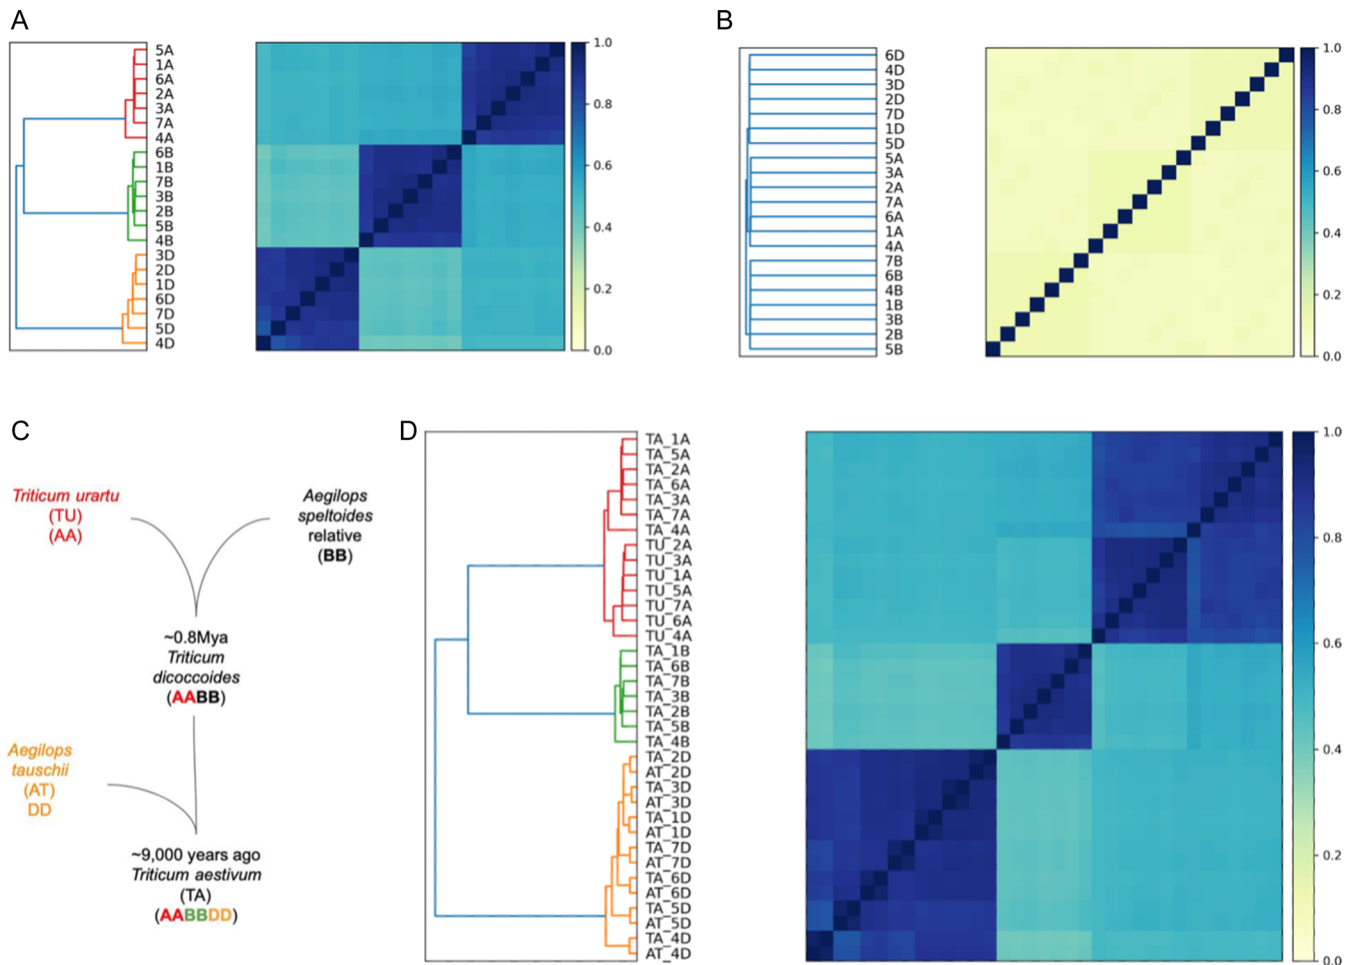 A
5A
1A
6A
2A
3A
7A
4A
6B
1B
7B
3B
2B
5B
4B
3D
2D
1D
6D
7D
5D
4D
1.0
0.8
0.6
0.4
0.2
0.0
B
6D
4D
3D
2D
7D
1D
5D
5A
3A
2A
7A
6A
1A
4A
7B
6B
4B
1B
3B
2B
5B
1.0
0.8
0.6
0.4
0.2
0.0
C
Triticum urartu
(TU)
(AA)
Aegilops
speltoides
relative
(BB)
~0.8Mya
Triticum
dicoccoides
(AABB)
Aegilops
tauschii
(AT)
DD
~9,000 years ago
Triticum aestivum
(TA)
(AABBDD)
D
TA_1A
TA_5A
TA_2A
TA_6A
TA_3A
TA_7A
TA_4A
TU_2A
TU_3A
TU_1A
TU_5A
TU_7A
TU_6A
TU_4A
TA_1B
TA_6B
TA_7B
TA_3B
TA_2B
TA_5B
TA_4B
TA_2D
AT_2D
TA_3D
AT_3D
TA_1D
AT_1D
TA_7D
AT_7D
TA_6D
AT_6D
TA_5D
AT_5D
TA_4D
AT_4D
1.0
0.8
0.6
0.4
0.2
0.0